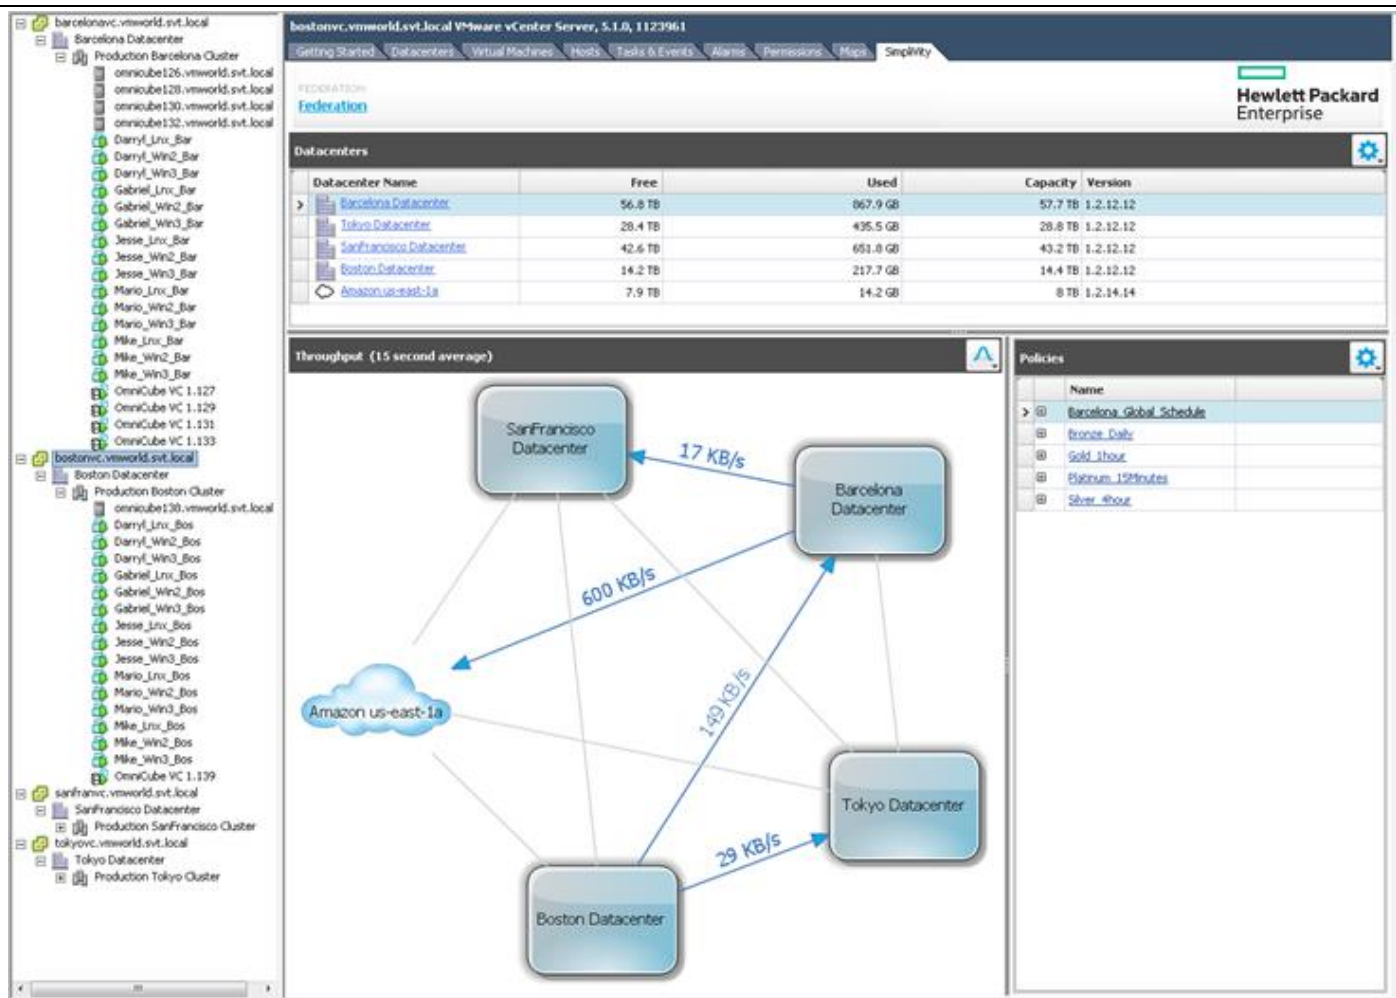 barcelonavc.vmworld.svt.local
Barcelona Datacenter
Production Barcelona Cluster
omnicube126.vmworld.svt.local
omnicube128.vmworld.svt.local
omnicube130.vmworld.svt.local
omnicube132.vmworld.svt.local
Darryl_Lnx_Bar
Darryl_Win2_Bar
Darryl_Win3_Bar
Gabriel_Lnx_Bar
Gabriel_Win2_Bar
Gabriel_Win3_Bar
Jesse_Lnx_Bar
Jesse_Win2_Bar
Jesse_Win3_Bar
Mario_Lnx_Bar
Mario_Win2_Bar
Mario_Win3_Bar
Mike_Lnx_Bar
Mike_Win2_Bar
Mike_Win3_Bar
OmniCube VC 1.127
OmniCube VC 1.129
OmniCube VC 1.131
OmniCube VC 1.133
bostonvc.vmworld.svt.local
Boston Datacenter
Production Boston Cluster
omnicube138.vmworld.svt.local
Darryl_Lnx_Bos
Darryl_Win2_Bos
Darryl_Win3_Bos
Gabriel_Lnx_Bos
Gabriel_Win2_Bos
Gabriel_Win3_Bos
Jesse_Lnx_Bos
Jesse_Win2_Bos
Jesse_Win3_Bos
Mario_Lnx_Bos
Mario_Win2_Bos
Mario_Win3_Bos
Mike_Lnx_Bos
Mike_Win2_Bos
Mike_Win3_Bos
OmniCube VC 1.139
sanfranvc.vmworld.svt.local
SanFrancisco Datacenter
Production SanFrancisco Cluster
tokyovc.vmworld.svt.local
Tokyo Datacenter
Production Tokyo Cluster
bostonvc.vmworld.svt.local VMware vCenter Server, 5.1.0, 1123961
Getting Started Datacenters Virtual Machines Hosts Tasks & Events Alarms Permissions Maps SimpliVity
FEDERATION
Federation
Hewlett Packard
Enterprise
Datacenters
Datacenter Name Free Used Capacity Version
Barcelona Datacenter 56.8 TB 867.9 GB 57.7 TB 1.2.12.12
Tokyo Datacenter 28.4 TB 435.5 GB 28.8 TB 1.2.12.12
SanFrancisco Datacenter 42.6 TB 651.8 GB 43.2 TB 1.2.12.12
Boston Datacenter 14.2 TB 217.7 GB 14.4 TB 1.2.12.12
Amazon us-east-1a 7.9 TB 14.2 GB 8 TB 1.2.14.14
Throughput (15 second average)
SanFrancisco
Datacenter
17 KB/s
Barcelona
Datacenter
600 KB/s
149 KB/s
Amazon us-east-1a
Tokyo Datacenter
29 KB/s
Boston Datacenter
Policies
Name
Barcelona_Global_Schedule
Bronze_Daily
Gold_1hour
Platinum_15Minutes
Silver_4hour